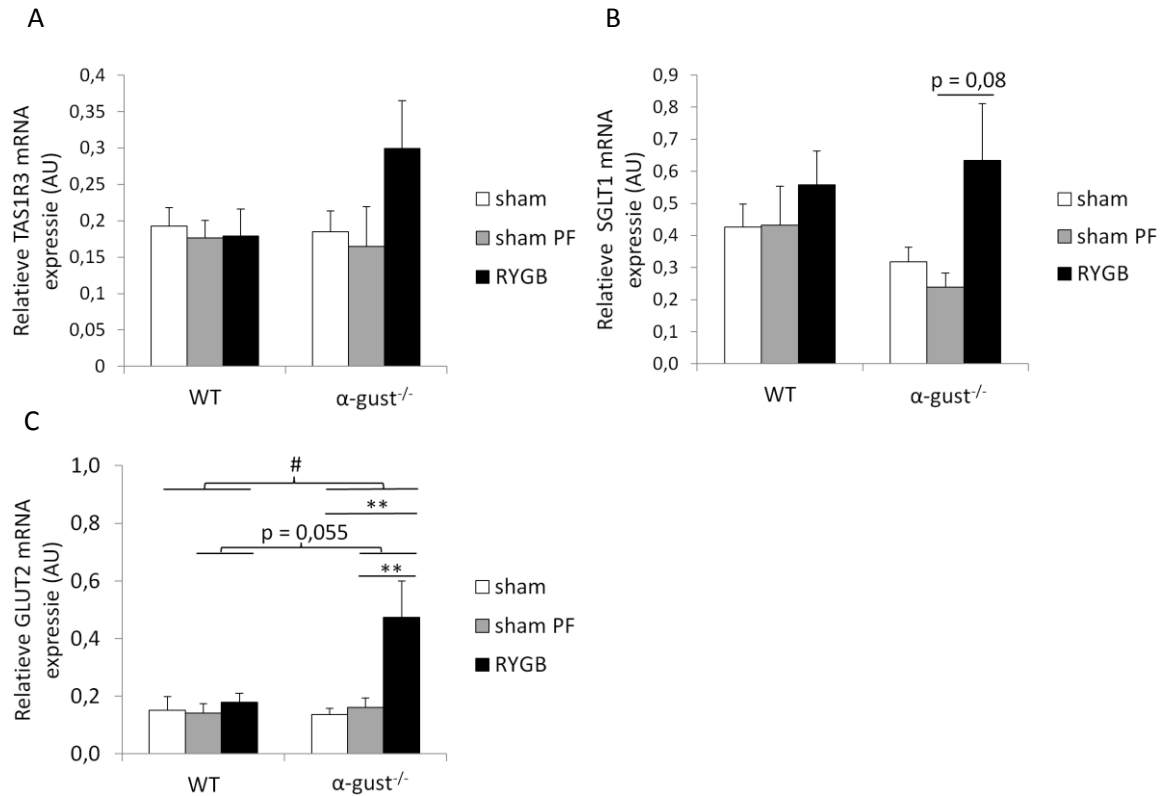 A
Relatieve TAS1R3 mRNA
expressie (AU)
0,4
0,35
0,3
0,25
0,2
0,15
0,1
0,05
0
WT
α-gust-/-
sham
sham PF
RYGB
B
Relatieve SGLT1 mRNA
expressie (AU)
0,9
0,8
0,7
0,6
0,5
0,4
0,3
0,2
0,1
0,0
p = 0,08
WT
α-gust-/-
sham
sham PF
RYGB
C
Relatieve GLUT2 mRNA
expressie (AU)
1,0
0,8
0,6
0,4
0,2
0,0
#
**
p = 0,055
**
WT
α-gust-/-
sham
sham PF
RYGB